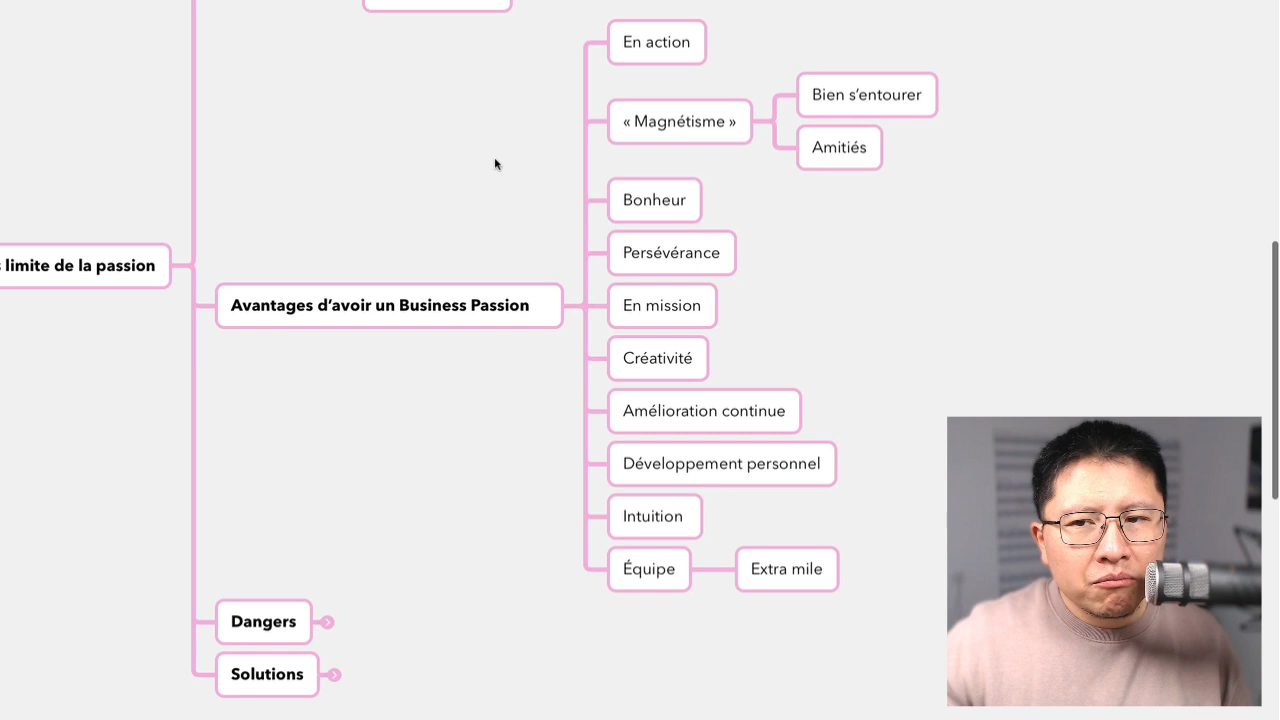 En action
Bien s’entourer
« Magnétisme »
Amitiés
Bonheur
Persévérance
limite de la passion
Avantages d’avoir un Business Passion
En mission
Créativité
Amélioration continue
Développement personnel
Intuition
Équipe
Extra mile
Dangers
Solutions